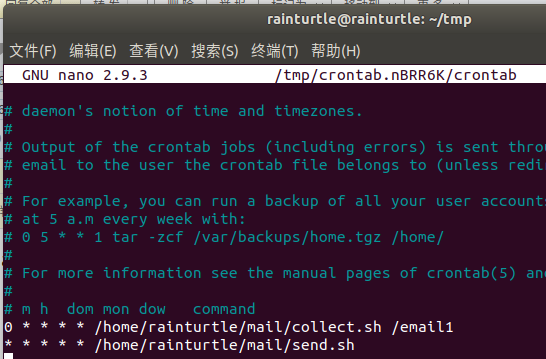 rainturtle@rainturtle: ~/tmp
文件(F) 编辑(E) 查看(V) 搜索(S) 终端(T) 帮助(H)
GNU nano 2.9.3 /tmp/crontab.nBRR6K/crontab
# daemon's notion of time and timezones.
#
# Output of the crontab jobs (including errors) is sent throu
# email to the user the crontab file belongs to (unless redi
#
# For example, you can run a backup of all your user accounts
# at 5 a.m every week with:
# 0 5 * * 1 tar -zcf /var/backups/home.tgz /home/
#
# For more information see the manual pages of crontab(5) and
#
# m h  dom mon dow   command
0 * * * * /home/rainturtle/mail/collect.sh /email1
* * * * * /home/rainturtle/mail/send.sh